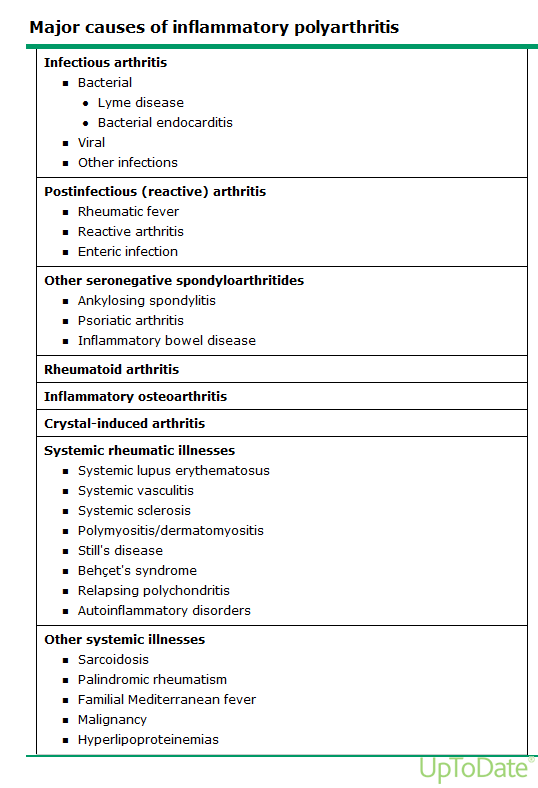 Major causes of inflammatory polyarthritis
Infectious arthritis
Bacterial
Lyme disease
Bacterial endocarditis
Viral
Other infections
Postinfectious (reactive) arthritis
Rheumatic fever
Reactive arthritis
Enteric infection
Other seronegative spondyloarthritides
Ankylosing spondylitis
Psoriatic arthritis
Inflammatory bowel disease
Rheumatoid arthritis
Inflammatory osteoarthritis
Crystal-induced arthritis
Systemic rheumatic illnesses
Systemic lupus erythematosus
Systemic vasculitis
Systemic sclerosis
Polymyositis/dermatomyositis
Still's disease
Behçet's syndrome
Relapsing polychondritis
Autoinflammatory disorders
Other systemic illnesses
Sarcoidosis
Palindromic rheumatism
Familial Mediterranean fever
Malignancy
Hyperlipoproteinemias
UpToDate®